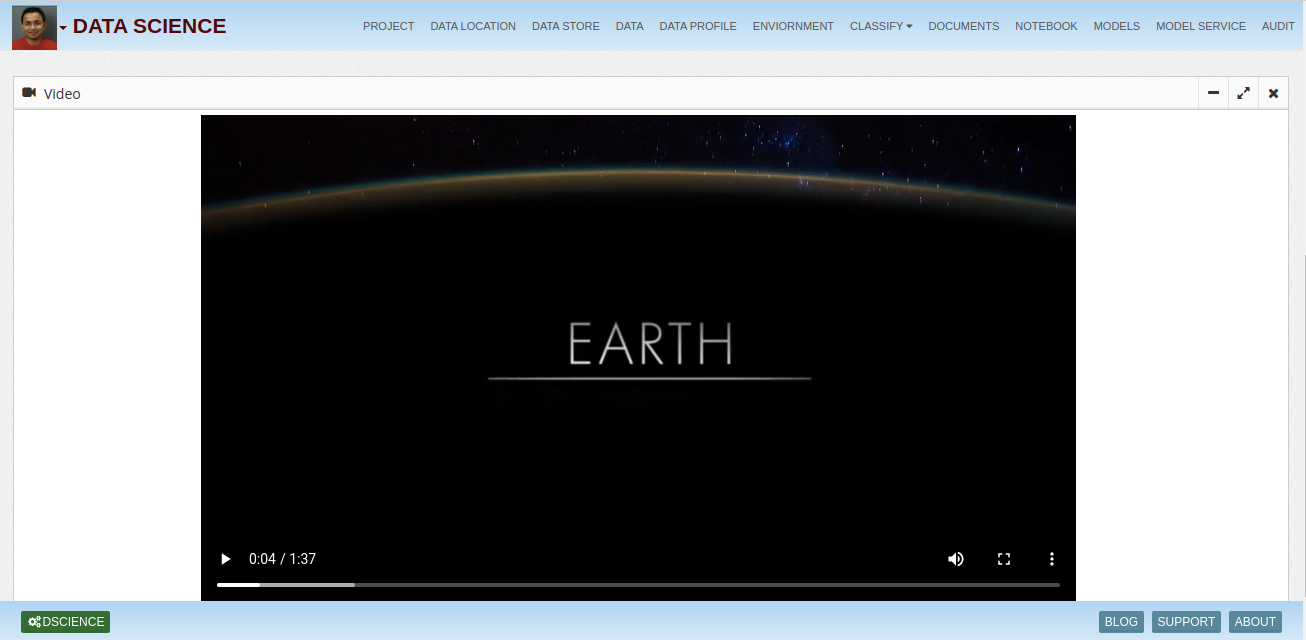 DATA SCIENCE PROJECT DATA LOCATION DATA STORE DATA DATA PROFILE ENVIORNMENT CLASSIFY DOCUMENTS NOTEBOOK MODELS MODEL SERVICE AUDIT
Video
EARTH
0:04 / 1:37
DSCIENCE BLOG SUPPORT ABOUT